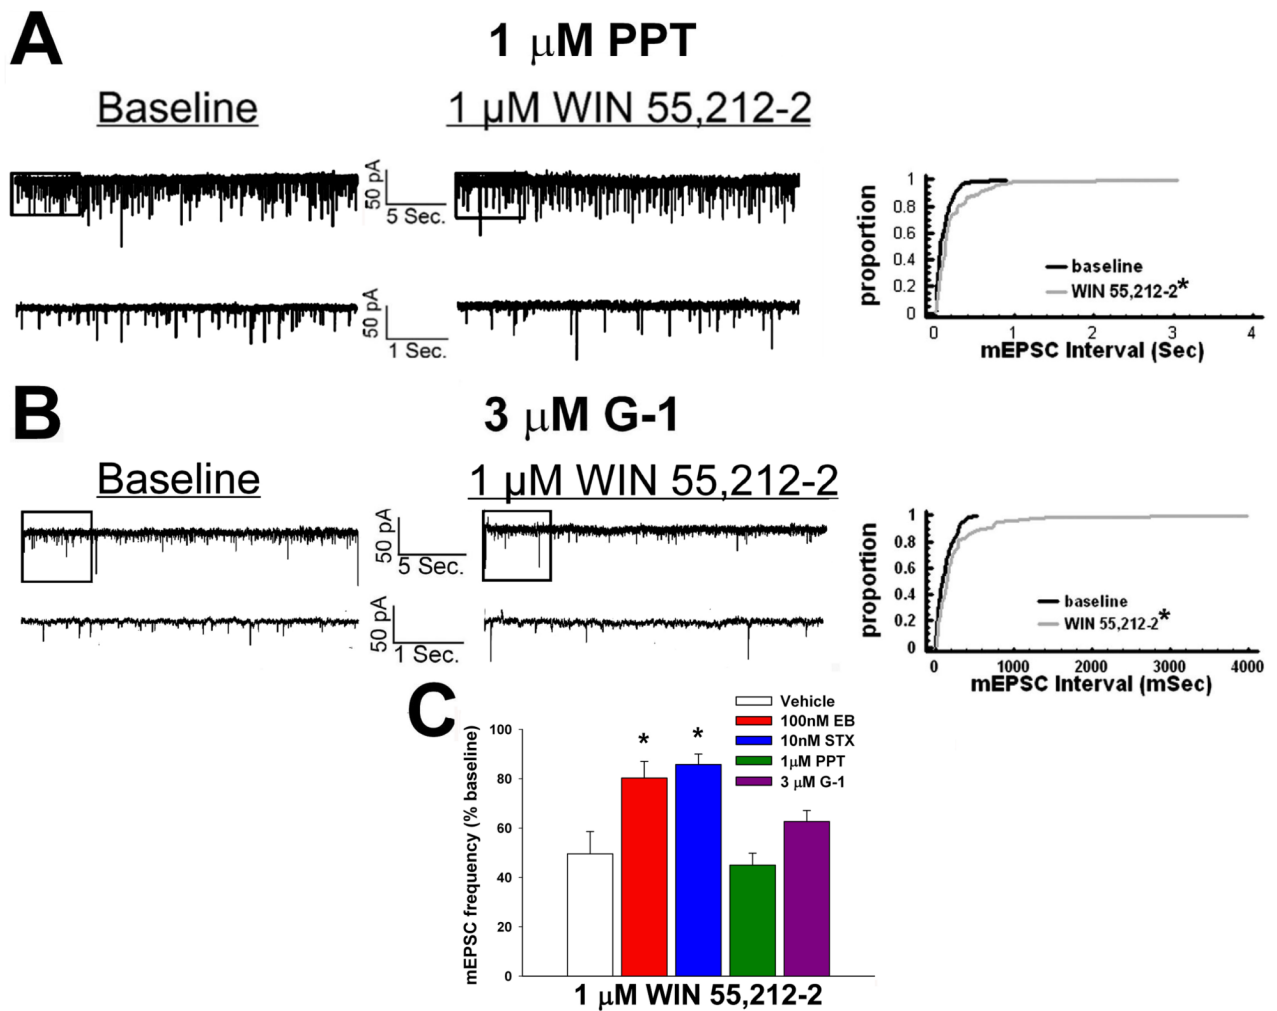 A
1 μM PPT
Baseline
1 μM WIN 55,212-2
50 pA
5 Sec.
50 pA
1 Sec.
proportion
1
0.8
0.6
0.4
0.2
0
baseline
WIN 55,212-2*
0 1 2 3 4
mEPSC Interval (Sec)
B
3 μM G-1
Baseline
1 μM WIN 55,212-2
50 pA
5 Sec.
50 pA
1 Sec.
proportion
1
0.8
0.6
0.4
0.2
0
baseline
WIN 55,212-2*
0 1000 2000 3000 4000
mEPSC Interval (mSec)
C
mEPSC frequency (% baseline)
100
80
60
40
20
0
* *
Vehicle
100nM EB
10nM STX
1μM PPT
3 μM G-1
1 μM WIN 55,212-2